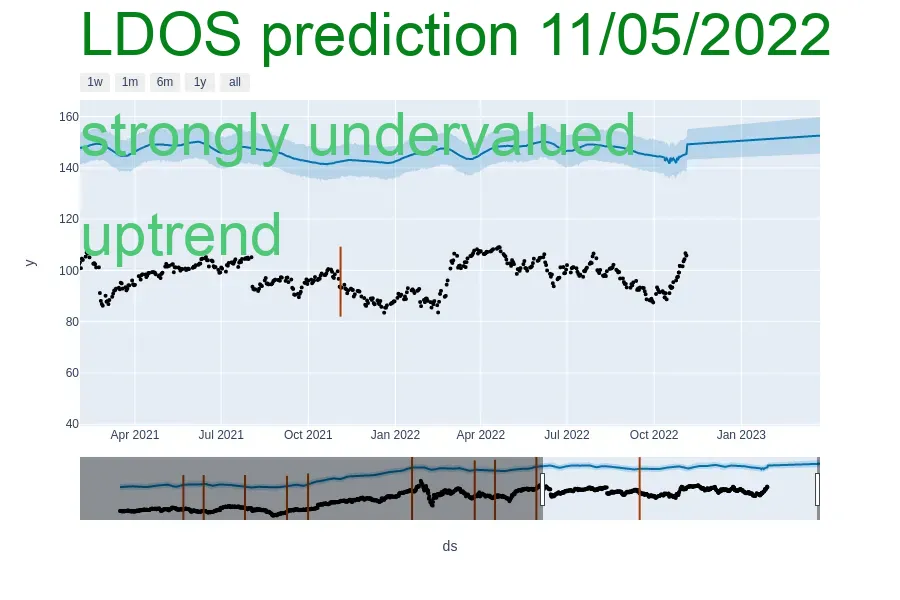 LDOS prediction 11/05/2022
1w 1m 6m 1y all
strongly undervalued
uptrend
160
140
120
100
80
60
40
y
Apr 2021 Jul 2021 Oct 2021 Jan 2022 Apr 2022 Jul 2022 Oct 2022 Jan 2023
ds